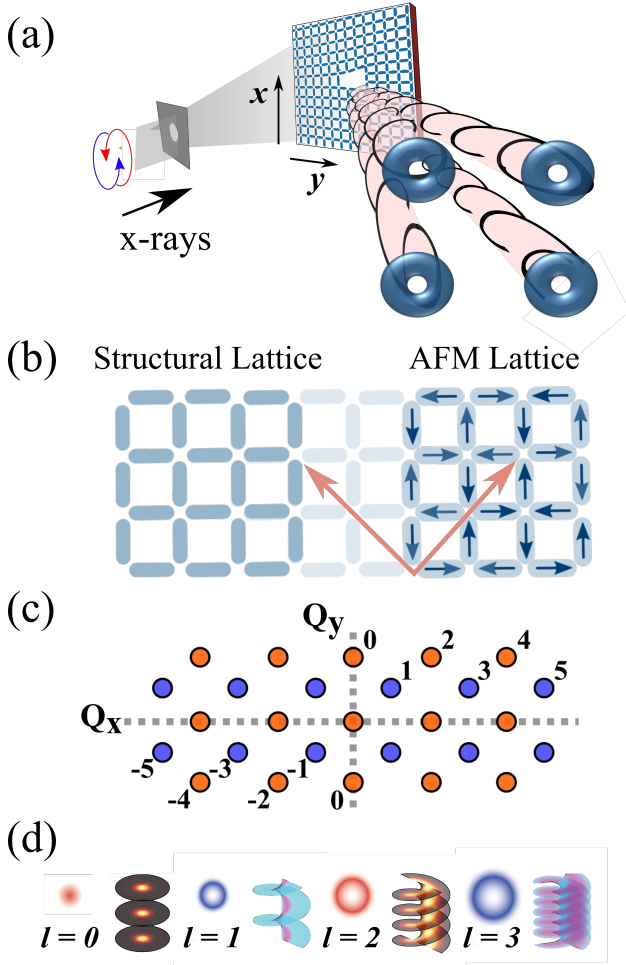 (a)
x
y
x-rays
(b)
Structural Lattice
AFM Lattice
(c)
Qy
0
2
4
1
3
5
Qx
-5
-3
-1
-4
-2
0
(d)
l = 0
l = 1
l = 2
l = 3